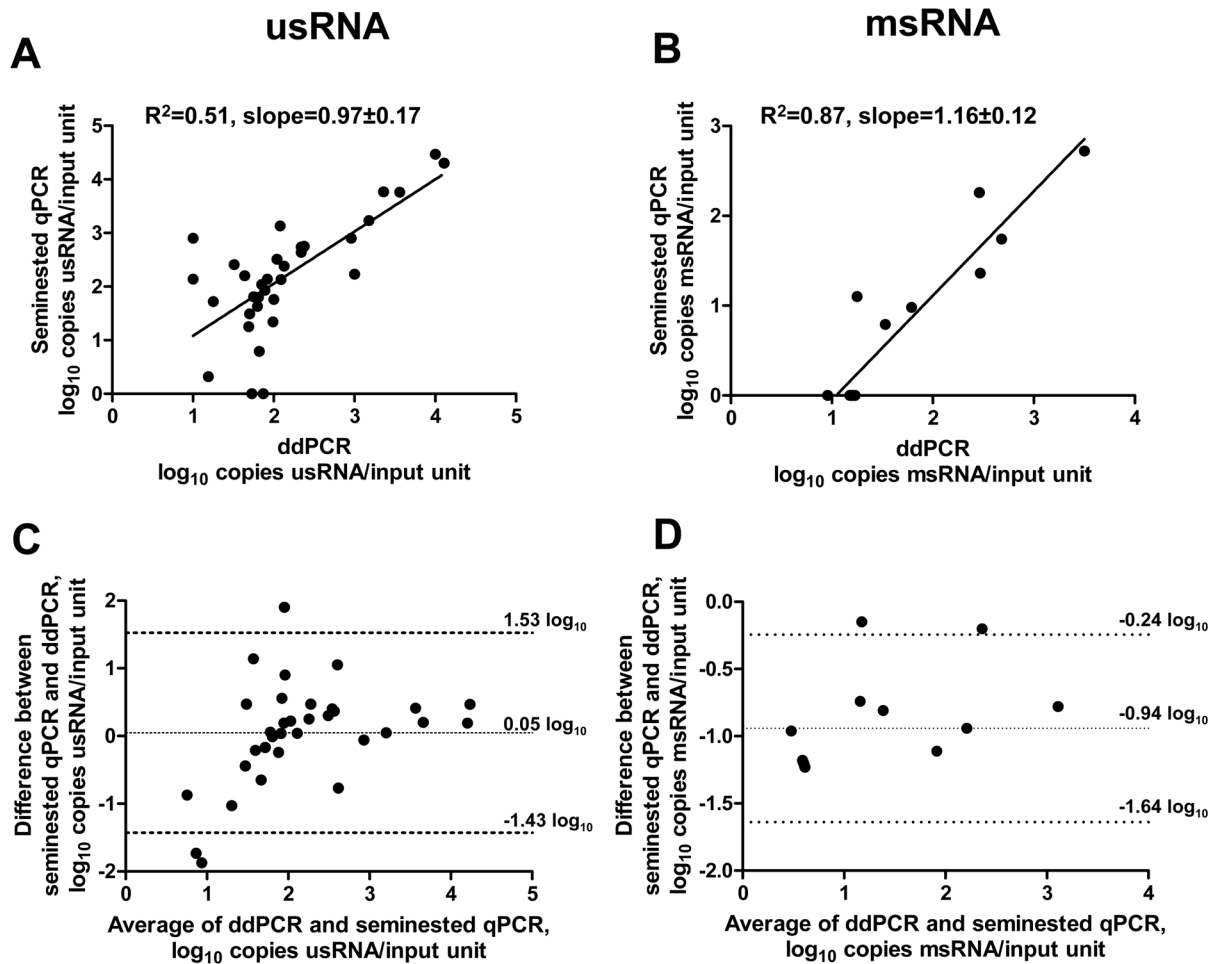 usRNA
msRNA
A
R²=0.51, slope=0.97±0.17
Seminested qPCR
log₁₀ copies usRNA/input unit
5
4
3
2
1
0
0 1 2 3 4 5
ddPCR
log₁₀ copies usRNA/input unit
B
R²=0.87, slope=1.16±0.12
Seminested qPCR
log₁₀ copies msRNA/input unit
3
2
1
0
0 1 2 3 4
ddPCR
log₁₀ copies msRNA/input unit
C
Difference between
seminested qPCR and ddPCR,
log₁₀ copies usRNA/input unit
2
1
0
-1
-2
1.53 log₁₀
0.05 log₁₀
-1.43 log₁₀
0 1 2 3 4 5
Average of ddPCR and seminested qPCR,
log₁₀ copies usRNA/input unit
D
Difference between
seminested qPCR and ddPCR,
log₁₀ copies msRNA/input unit
0.0
-0.5
-1.0
-1.5
-2.0
-0.24 log₁₀
-0.94 log₁₀
-1.64 log₁₀
0 1 2 3 4
Average of ddPCR and seminested qPCR,
log₁₀ copies msRNA/input unit